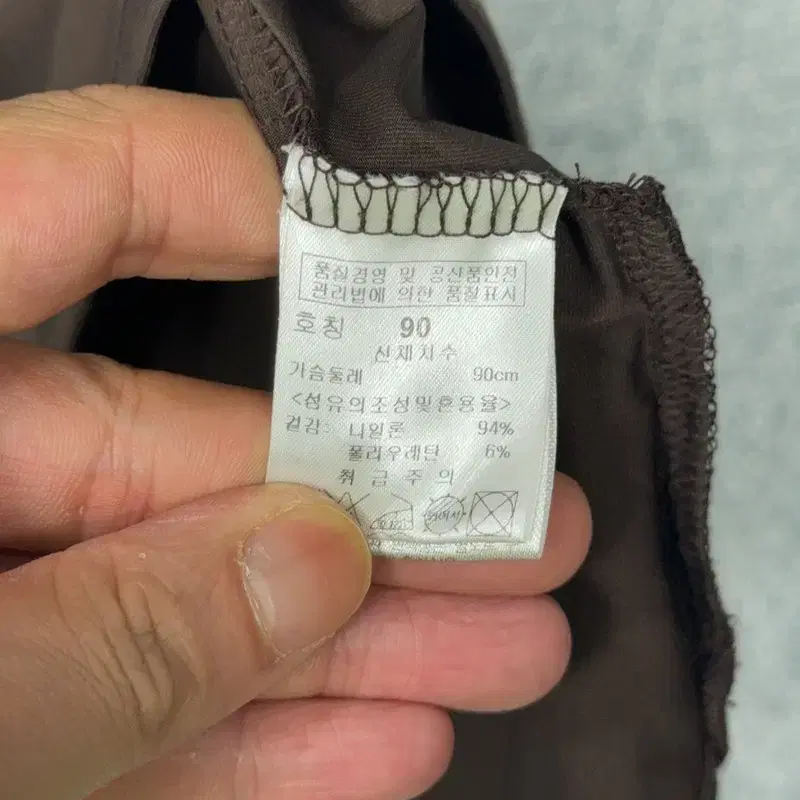 품질경영 및 공산품안전
관리법에 의한 품질표시
호칭 90
신체치수
가슴둘레 90cm
<섬유의조성및혼용율>
겉감: 나일론 94%
폴리우레탄 6%
취급주의